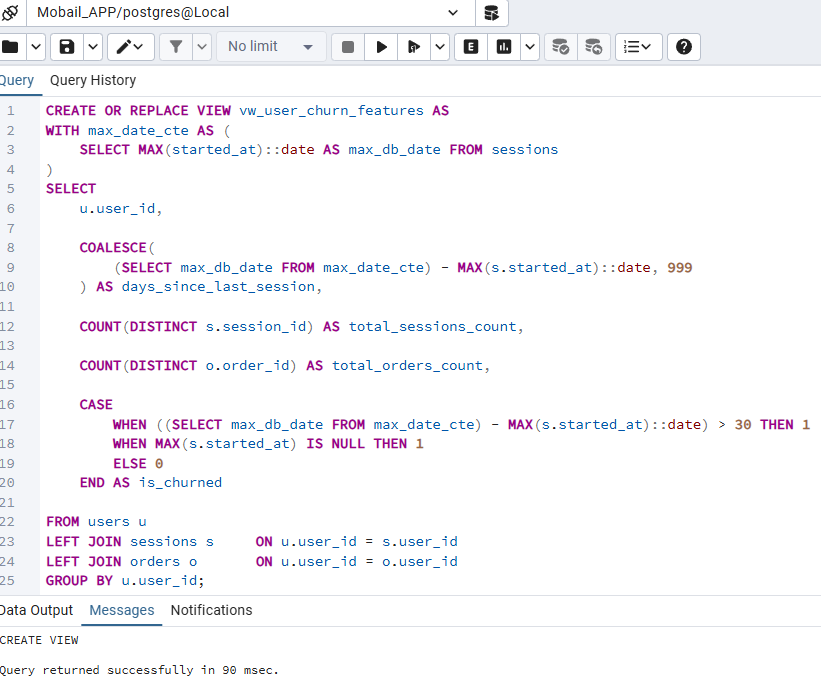 Mobail_APP/postgres@Local
No limit
Query Query History
1 CREATE OR REPLACE VIEW vw_user_churn_features AS
2 WITH max_date_cte AS (
3 SELECT MAX(started_at)::date AS max_db_date FROM sessions
4 )
5 SELECT
6 u.user_id,
7
8 COALESCE(
9 (SELECT max_db_date FROM max_date_cte) - MAX(s.started_at)::date, 999
10 ) AS days_since_last_session,
11
12 COUNT(DISTINCT s.session_id) AS total_sessions_count,
13
14 COUNT(DISTINCT o.order_id) AS total_orders_count,
15
16 CASE
17 WHEN ((SELECT max_db_date FROM max_date_cte) - MAX(s.started_at)::date) > 30 THEN 1
18 WHEN MAX(s.started_at) IS NULL THEN 1
19 ELSE 0
20 END AS is_churned
21
22 FROM users u
23 LEFT JOIN sessions s ON u.user_id = s.user_id
24 LEFT JOIN orders o ON u.user_id = o.user_id
25 GROUP BY u.user_id;
Data Output Messages Notifications
CREATE VIEW
Query returned successfully in 90 msec.